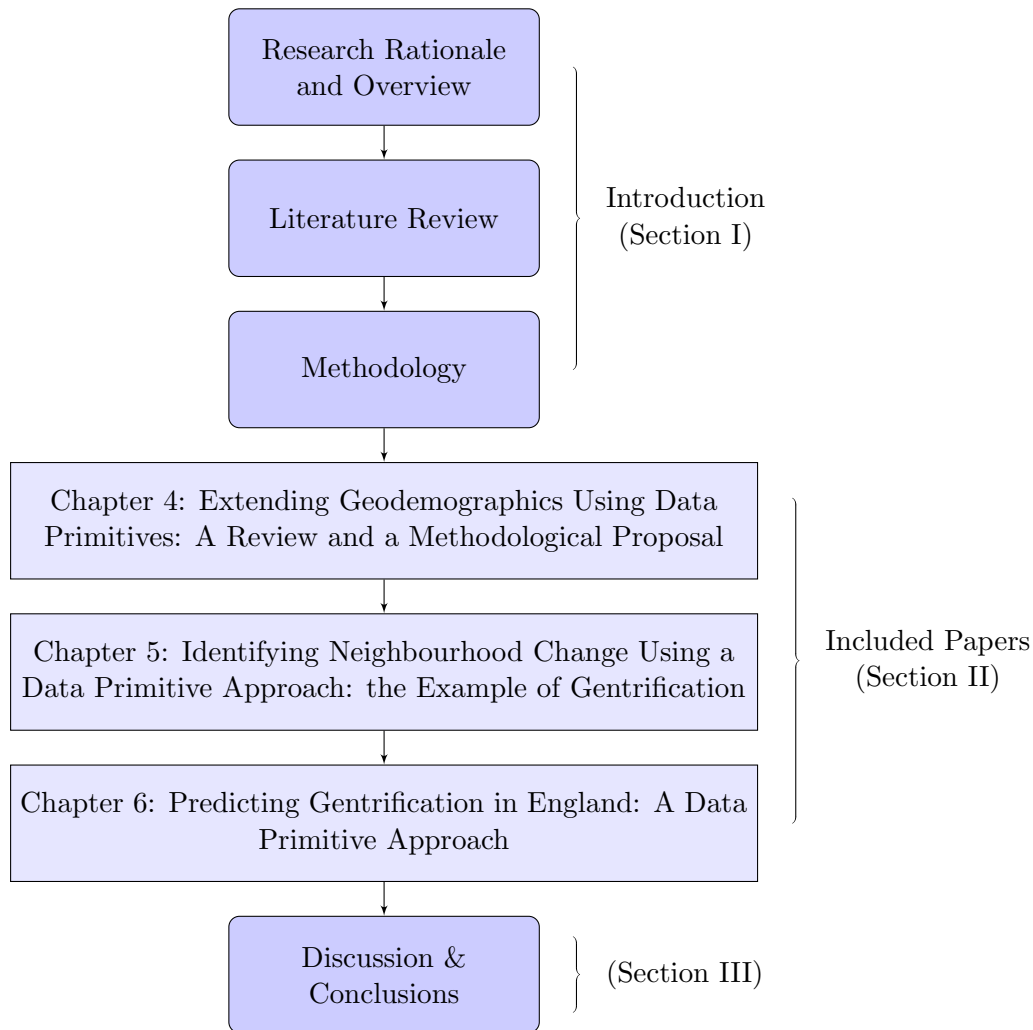 Research Rationale
and Overview
Literature Review
Introduction
(Section I)
Methodology
Chapter 4: Extending Geodemographics Using Data
Primitives: A Review and a Methodological Proposal
Chapter 5: Identifying Neighbourhood Change Using a
Data Primitive Approach: the Example of Gentrification
Included Papers
(Section II)
Chapter 6: Predicting Gentrification in England: A Data
Primitive Approach
Discussion &
Conclusions
(Section III)